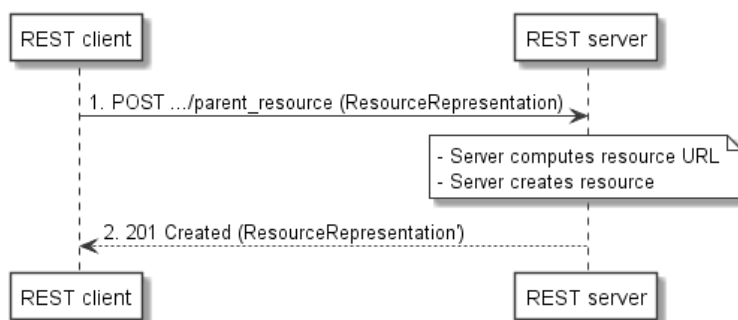 REST client
REST server
1. POST .../parent_resource (ResourceRepresentation)
- Server computes resource URL
- Server creates resource
2. 201 Created (ResourceRepresentation')
REST client
REST server